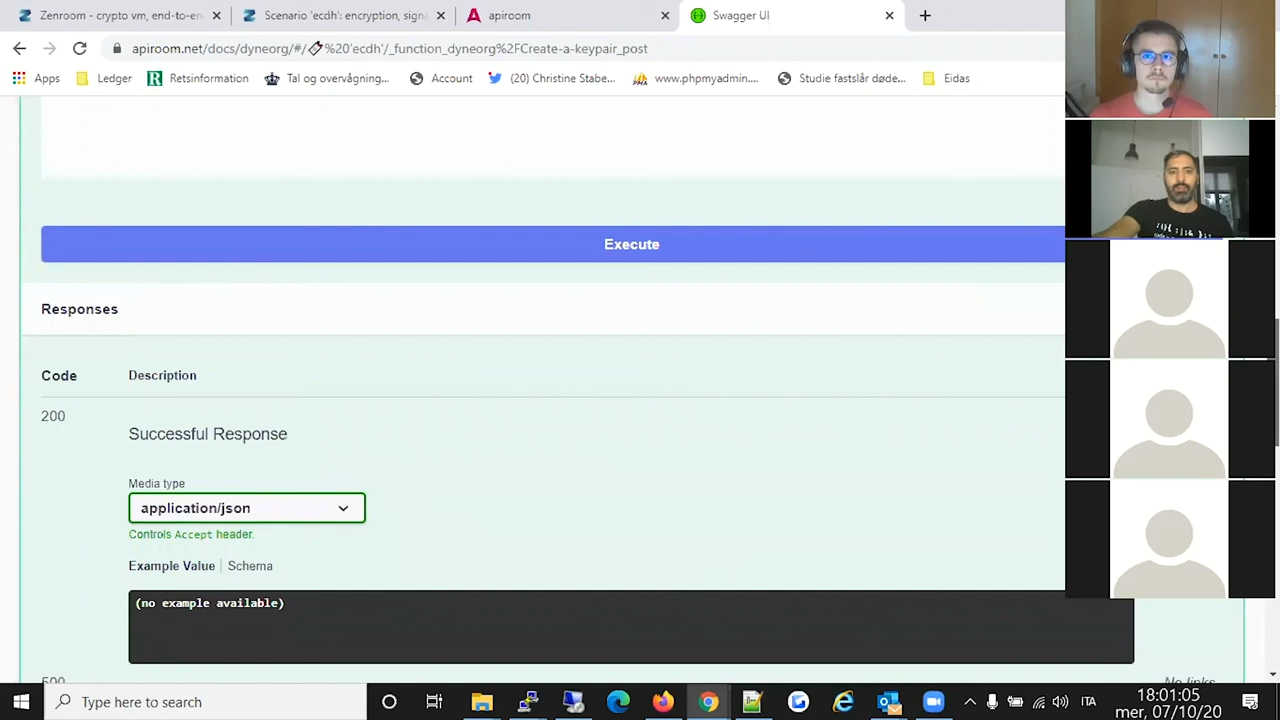 Zenroom - crypto vm, end-to-en
Scenario 'ecdh': encryption, sign
apiroom
Swagger UI
apiroom.net/docs/dyneorg/#/🖋%20'ecdh'/_function_dyneorg%2FCreate-a-keypair_post
Apps
Ledger
Retsinformation
Tal og overvågning...
Account
(20) Christine Stabe...
www.phpmyadmin....
Studie fastslår døde...
Eidas
Execute
Responses
Code
Description
200
Successful Response
Media type
application/json
Controls Accept header.
Example Value
Schema
(no example available)
500
No links
Type here to search
ITA
18:01:05
mer, 07/10/20